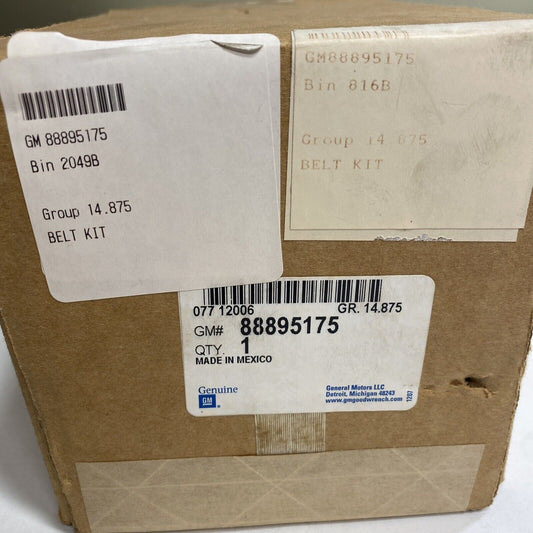 GM 88895175
Bin 2049B
Group 14.875
BELT KIT
GM88895175
Bin 816B
Group 14.875
BELT KIT
077 12006 GR. 14.875
GM# 88895175
QTY. 1
MADE IN MEXICO
Genuine
GM
®
General Motors LLC
Detroit, Michigan 48243
www.gmgoodwrench.com
1207